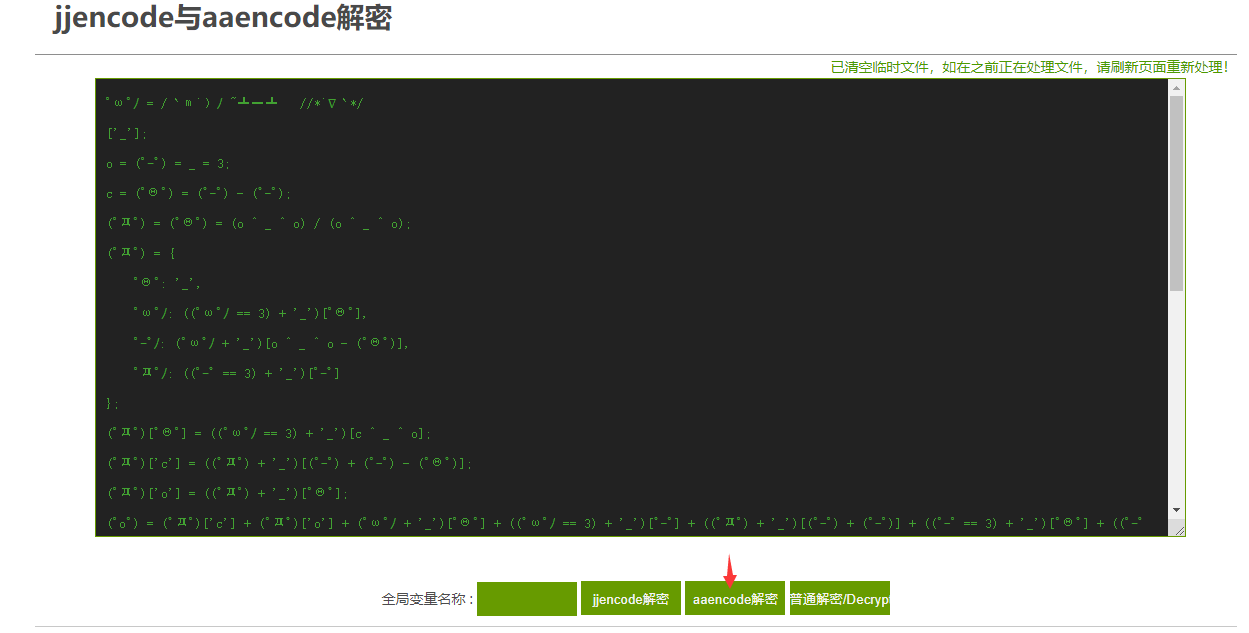 jjencode与aaencode解密
已清空临时文件，如在之前正在处理文件，请刷新页面重新处理！
ﾟωﾟﾉ = /｀ｍ´）ﾉ ~┻━┻   //*´∇｀*/
['_'];
o = (ﾟｰﾟ) = _ = 3;
c = (ﾟΘﾟ) = (ﾟｰﾟ) - (ﾟｰﾟ);
(ﾟДﾟ) = (ﾟΘﾟ) = (o ^ _ ^ o) / (o ^ _ ^ o);
(ﾟДﾟ) = {
ﾟΘﾟ: '_',
ﾟωﾟﾉ: ((ﾟωﾟﾉ == 3) + '_')[ﾟΘﾟ],
ﾟｰﾟﾉ: (ﾟωﾟﾉ + '_')[o ^ _ ^ o - (ﾟΘﾟ)],
ﾟДﾟﾉ: ((ﾟｰﾟ == 3) + '_')[ﾟｰﾟ]
};
(ﾟДﾟ)[ﾟΘﾟ] = ((ﾟωﾟﾉ == 3) + '_')[c ^ _ ^ o];
(ﾟДﾟ)['c'] = ((ﾟДﾟ) + '_')[(ﾟｰﾟ) + (ﾟｰﾟ) - (ﾟΘﾟ)];
(ﾟДﾟ)['o'] = ((ﾟДﾟ) + '_')[ﾟΘﾟ];
(ﾟoﾟ) = (ﾟДﾟ)['c'] + (ﾟДﾟ)['o'] + (ﾟωﾟﾉ + '_')[ﾟΘﾟ] + ((ﾟωﾟﾉ == 3) + '_')[ﾟｰﾟ] + ((ﾟДﾟ) + '_')[(ﾟｰﾟ) + (ﾟｰﾟ)] + ((ﾟｰﾟ == 3) + '_')[ﾟΘﾟ] + ((ﾟｰﾟ
全局变量名称 : jjencode解密 aaencode解密 普通解密/Decryp